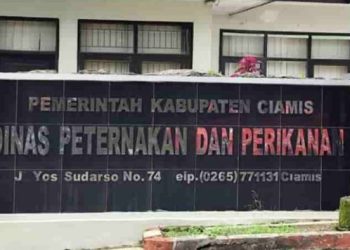 PEMERINTAH KABUPATEN CIAMIS
DINAS PETERNAKAN DAN PERIKANAN
J Yos Sudarso No. 74 elp. (0265) 771131 Ciamis